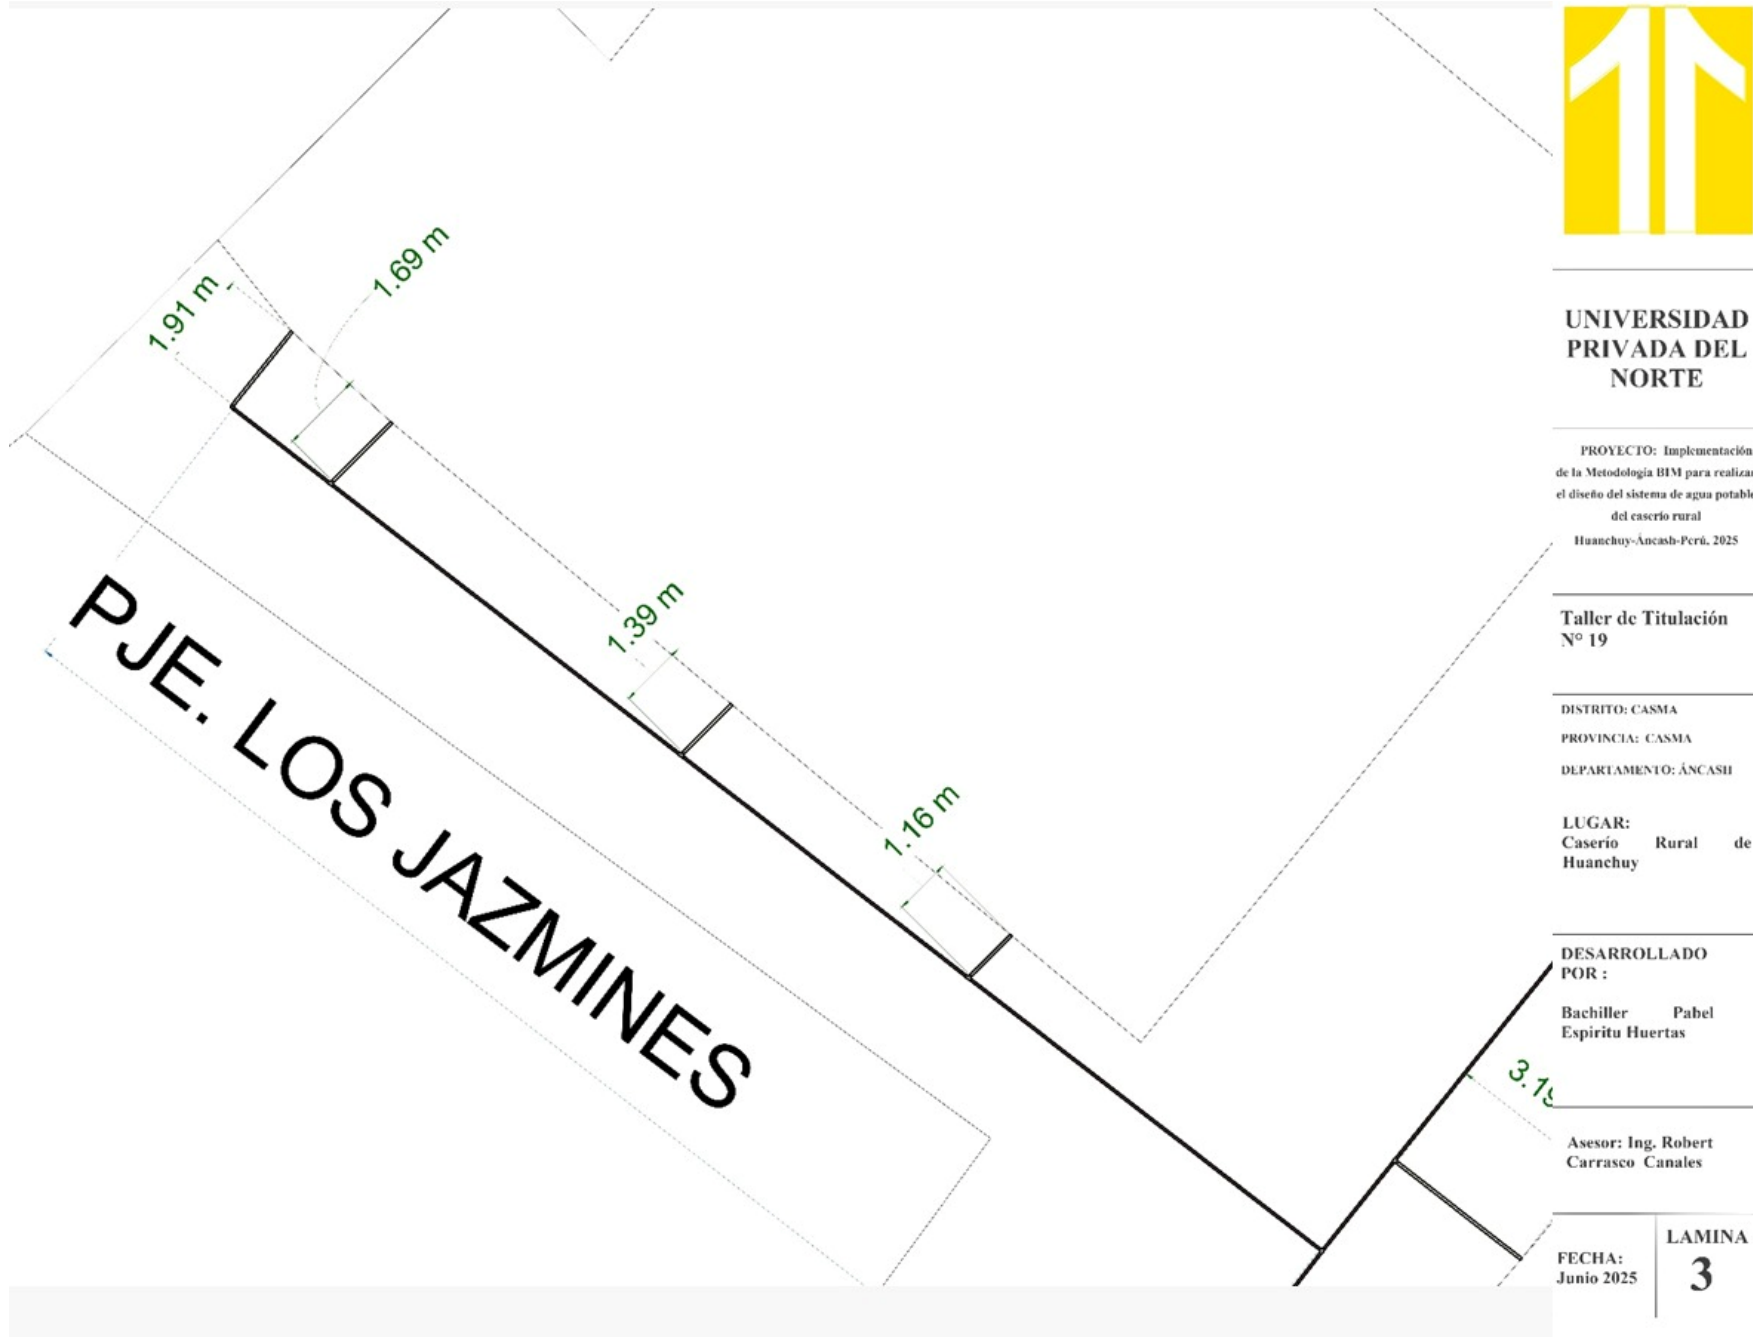 1.69 m
1.91 m
1.39 m
1.16 m
PJE. LOS JAZMINES
UNIVERSIDAD
PRIVADA DEL
NORTE
PROYECTO: Implementación
de la Metodología BIM para realizar
el diseño del sistema de agua potable
del caserío rural
Huanchuy-Áncash-Perú, 2025
Taller de Titulación
N° 19
DISTRITO: CASMA
PROVINCIA: CASMA
DEPARTAMENTO: ÁNCASH
LUGAR:
Caserío Rural de
Huanchuy
DESARROLLADO
POR :
Bachiller Pabel
Espiritu Huertas
3.19
Asesor: Ing. Robert
Carrasco Canales
FECHA:
Junio 2025
LAMINA
3